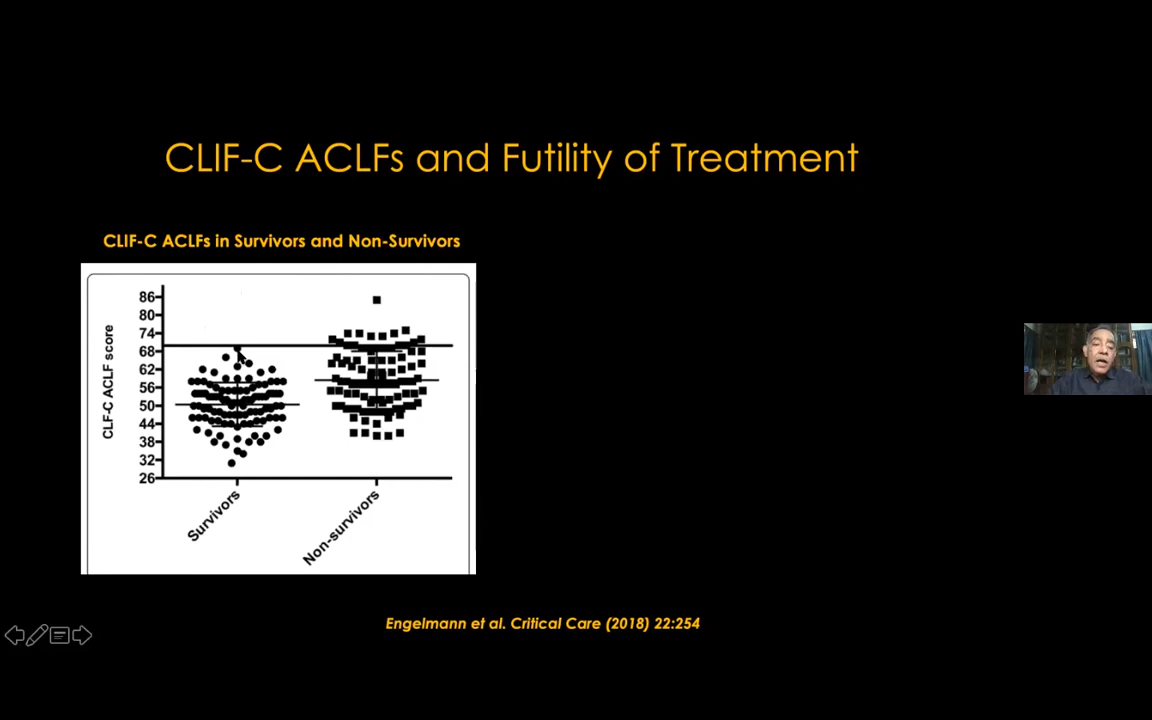 CLIF-C ACLFs and Futility of Treatment
CLIF-C ACLFs in Survivors and Non-Survivors
CLF-C ACLF score
86
80
74
68
62
56
50
44
38
32
26
Survivors
Non-survivors
Engelmann et al. Critical Care (2018) 22:254